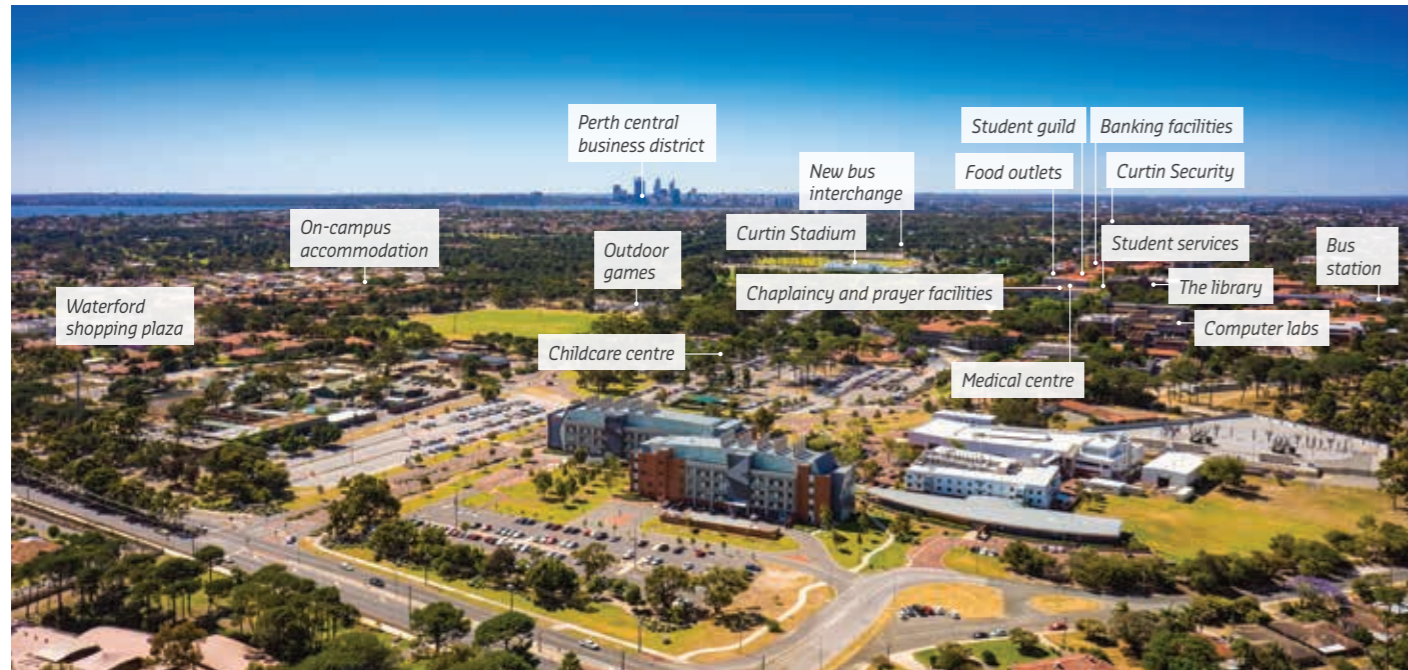 Perth central
business district
Student guild
Banking facilities
New bus
interchange
Food outlets
Curtin Security
On-campus
accommodation
Outdoor
games
Curtin Stadium
Student services
Bus
station
Waterford
shopping plaza
Chaplaincy and prayer facilities
The library
Computer labs
Childcare centre
Medical centre